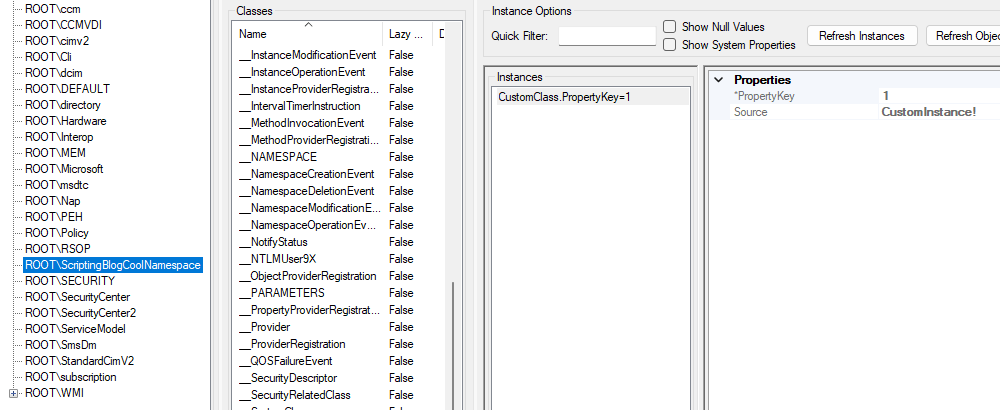 ROOT\ccm
ROOT\CCMVDI
ROOT\cimv2
ROOT\Cli
ROOT\dcim
ROOT\DEFAULT
ROOT\directory
ROOT\Hardware
ROOT\Interop
ROOT\MEM
ROOT\Microsoft
ROOT\msdtc
ROOT\Nap
ROOT\PEH
ROOT\Policy
ROOT\RSOP
ROOT\ScriptingBlogCoolNamespace
ROOT\SECURITY
ROOT\SecurityCenter
ROOT\SecurityCenter2
ROOT\ServiceModel
ROOT\SmsDm
ROOT\StandardCimV2
ROOT\subscription
ROOT\WMI
Classes
Name Lazy ... D
__InstanceModificationEvent False
__InstanceOperationEvent False
__InstanceProviderRegistra... False
__IntervalTimerInstruction False
__MethodInvocationEvent False
__MethodProviderRegistrati... False
__NAMESPACE False
__NamespaceCreationEvent False
__NamespaceDeletionEvent False
__NamespaceModificationE... False
__NamespaceOperationEv... False
__NotifyStatus False
__NTLMUser9X False
__ObjectProviderRegistration False
__PARAMETERS False
__PropertyProviderRegistrat... False
__Provider False
__ProviderRegistration False
__QOSFailureEvent False
__SecurityDescriptor False
__SecurityRelatedClass False
Instance Options
Quick Filter:
Show Null Values
Show System Properties
Refresh Instances
Refresh Objec
Instances
CustomClass.PropertyKey=1
Properties
*PropertyKey 1
Source CustomInstance!